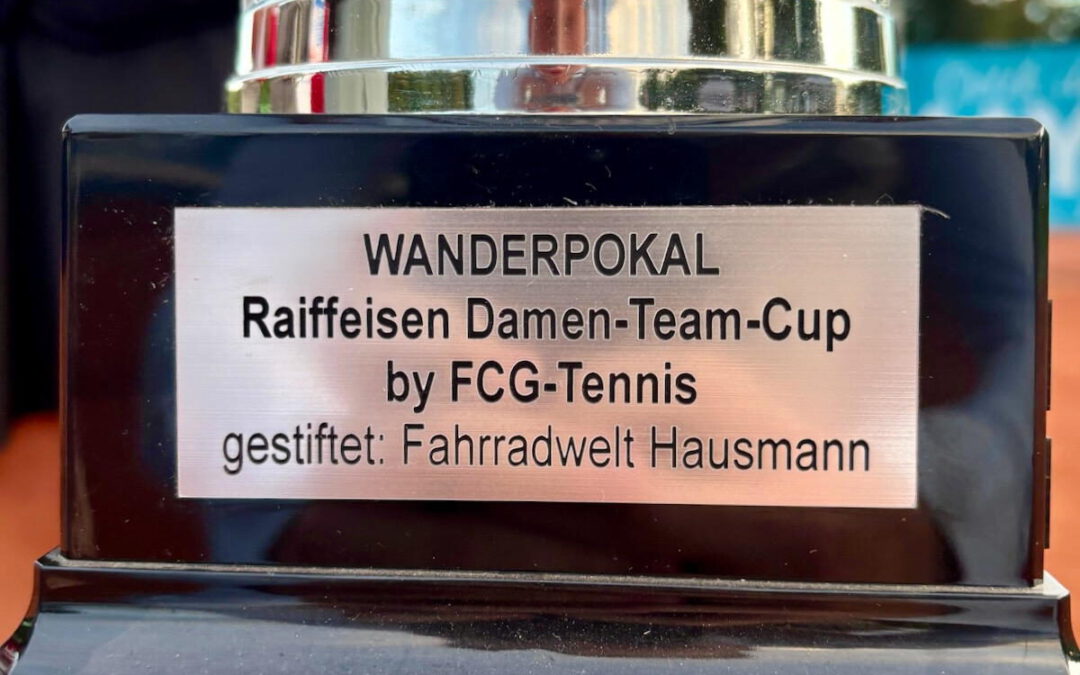 WANDERPOKAL
Raiffeisen Damen-Team-Cup
by FCG-Tennis
gestiftet: Fahrradwelt Hausmann